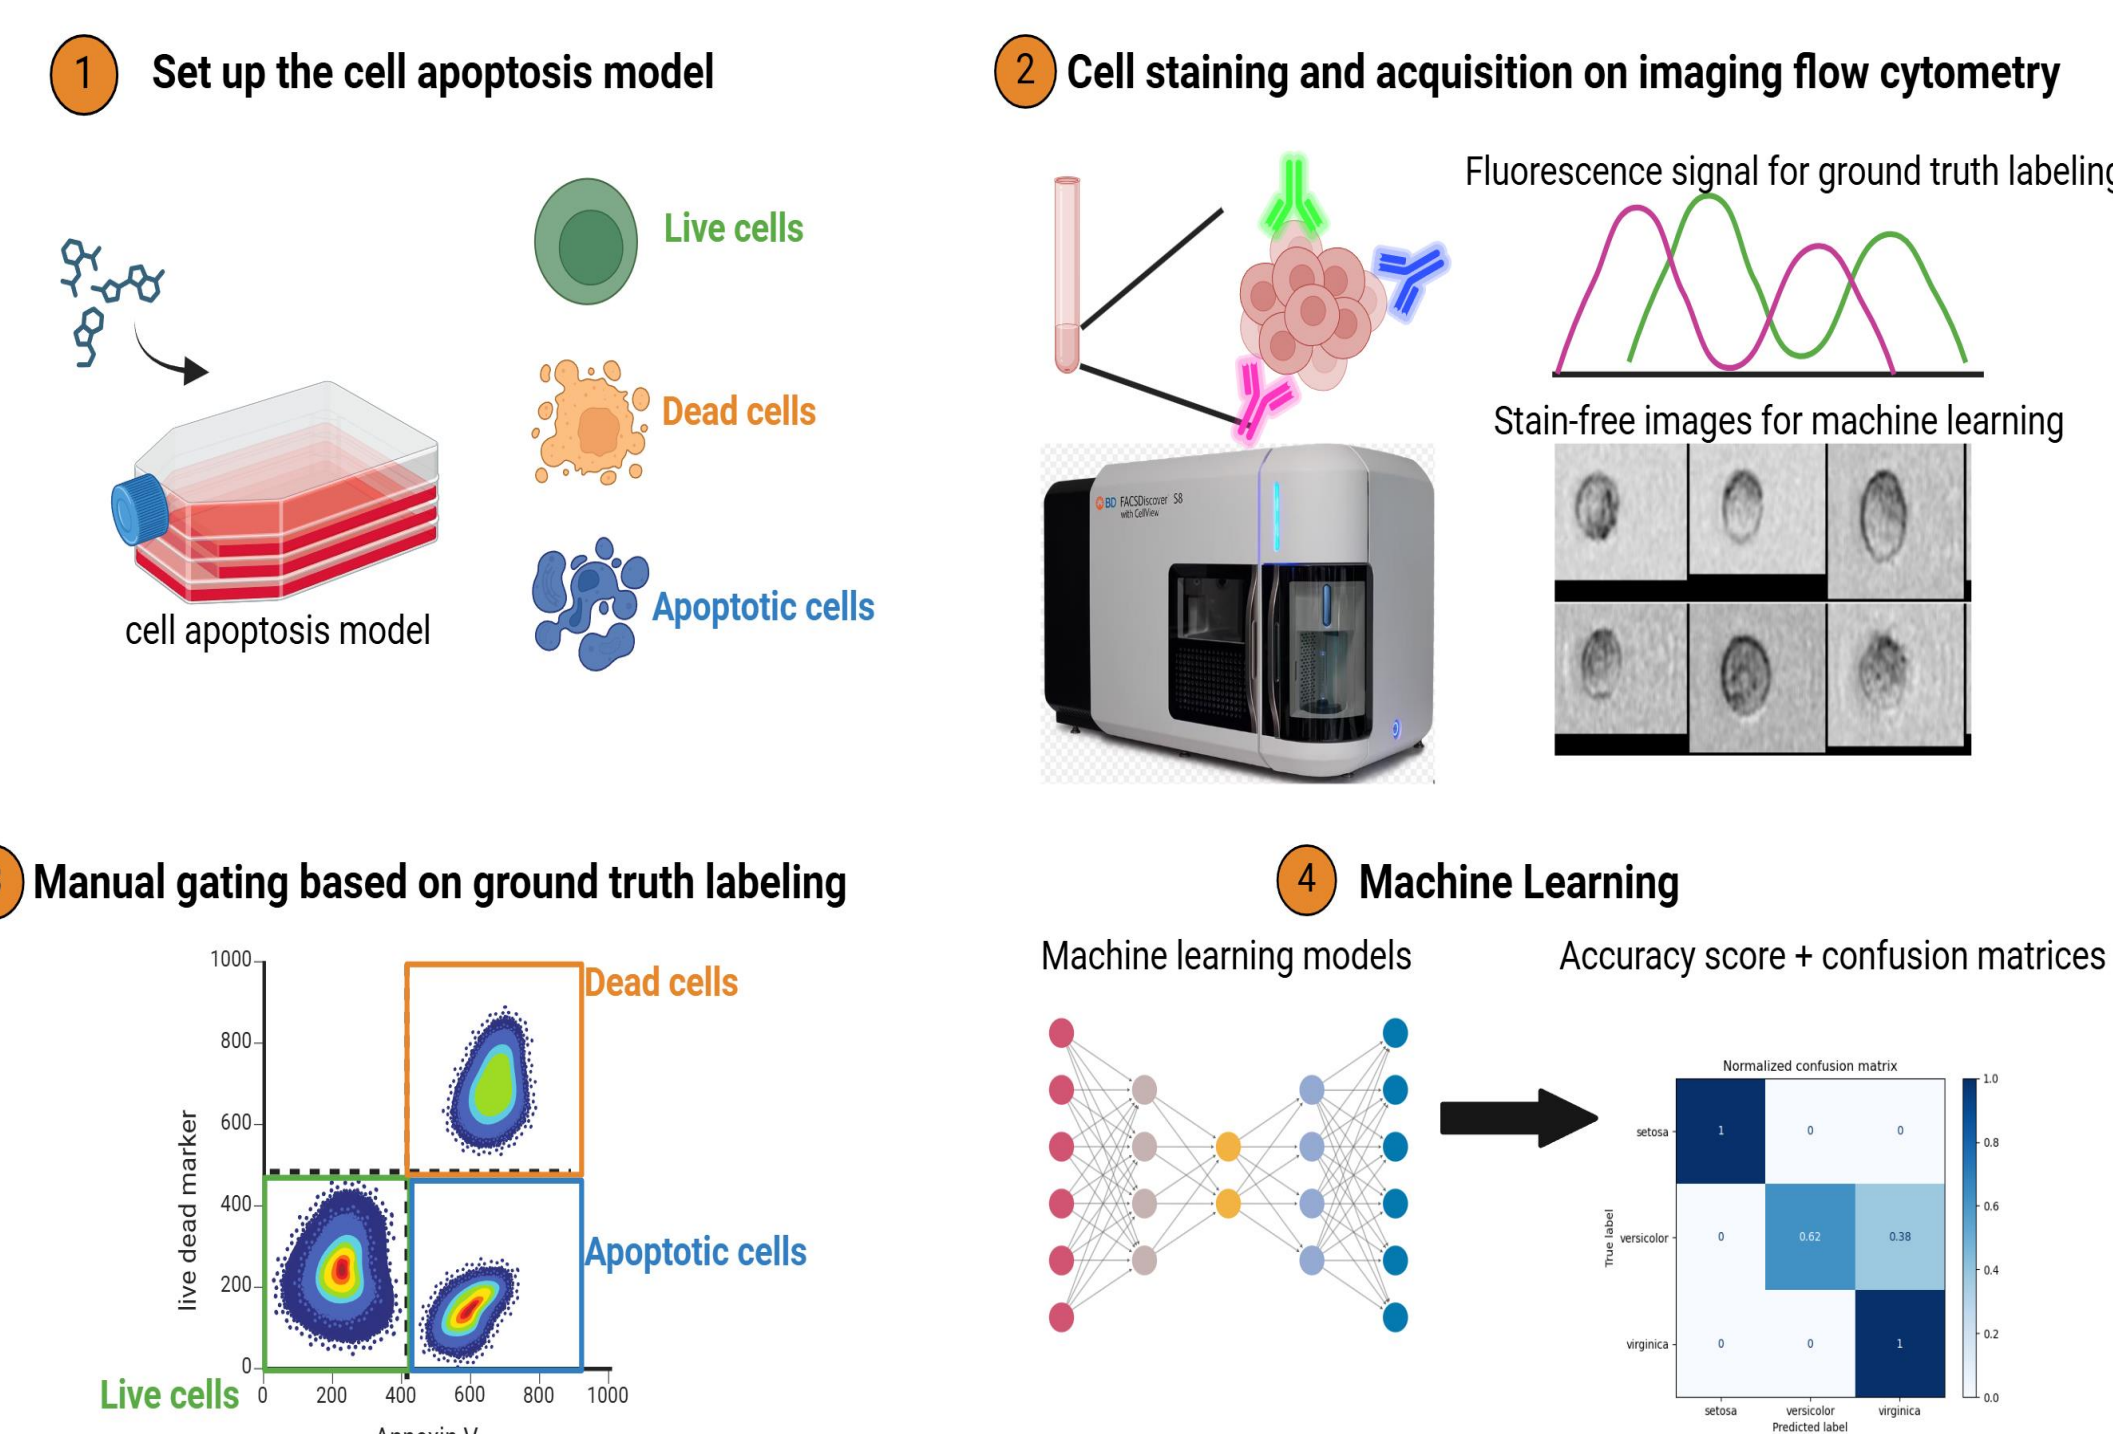 1
Set up the cell apoptosis model
Live cells
Dead cells
Apoptotic cells
cell apoptosis model
2
Cell staining and acquisition on imaging flow cytometry
Fluorescence signal for ground truth labeling
BD FACSDiscover S8
with CellView
Stain-free images for machine learning
Manual gating based on ground truth labeling
1000
800
600
400
200
0
live dead marker
Dead cells
Apoptotic cells
Live cells
0 200 400 600 800 1000
Annexin V
4
Machine Learning
Machine learning models
Accuracy score + confusion matrices
Normalized confusion matrix
True label
setosa 1 0 0
versicolor 0 0.62 0.38
virginica 0 0 1
setosa versicolor virginica
Predicted label
1.0
0.8
0.6
0.4
0.2
0.0